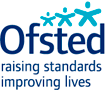 Ofsted
raising standards
improving lives